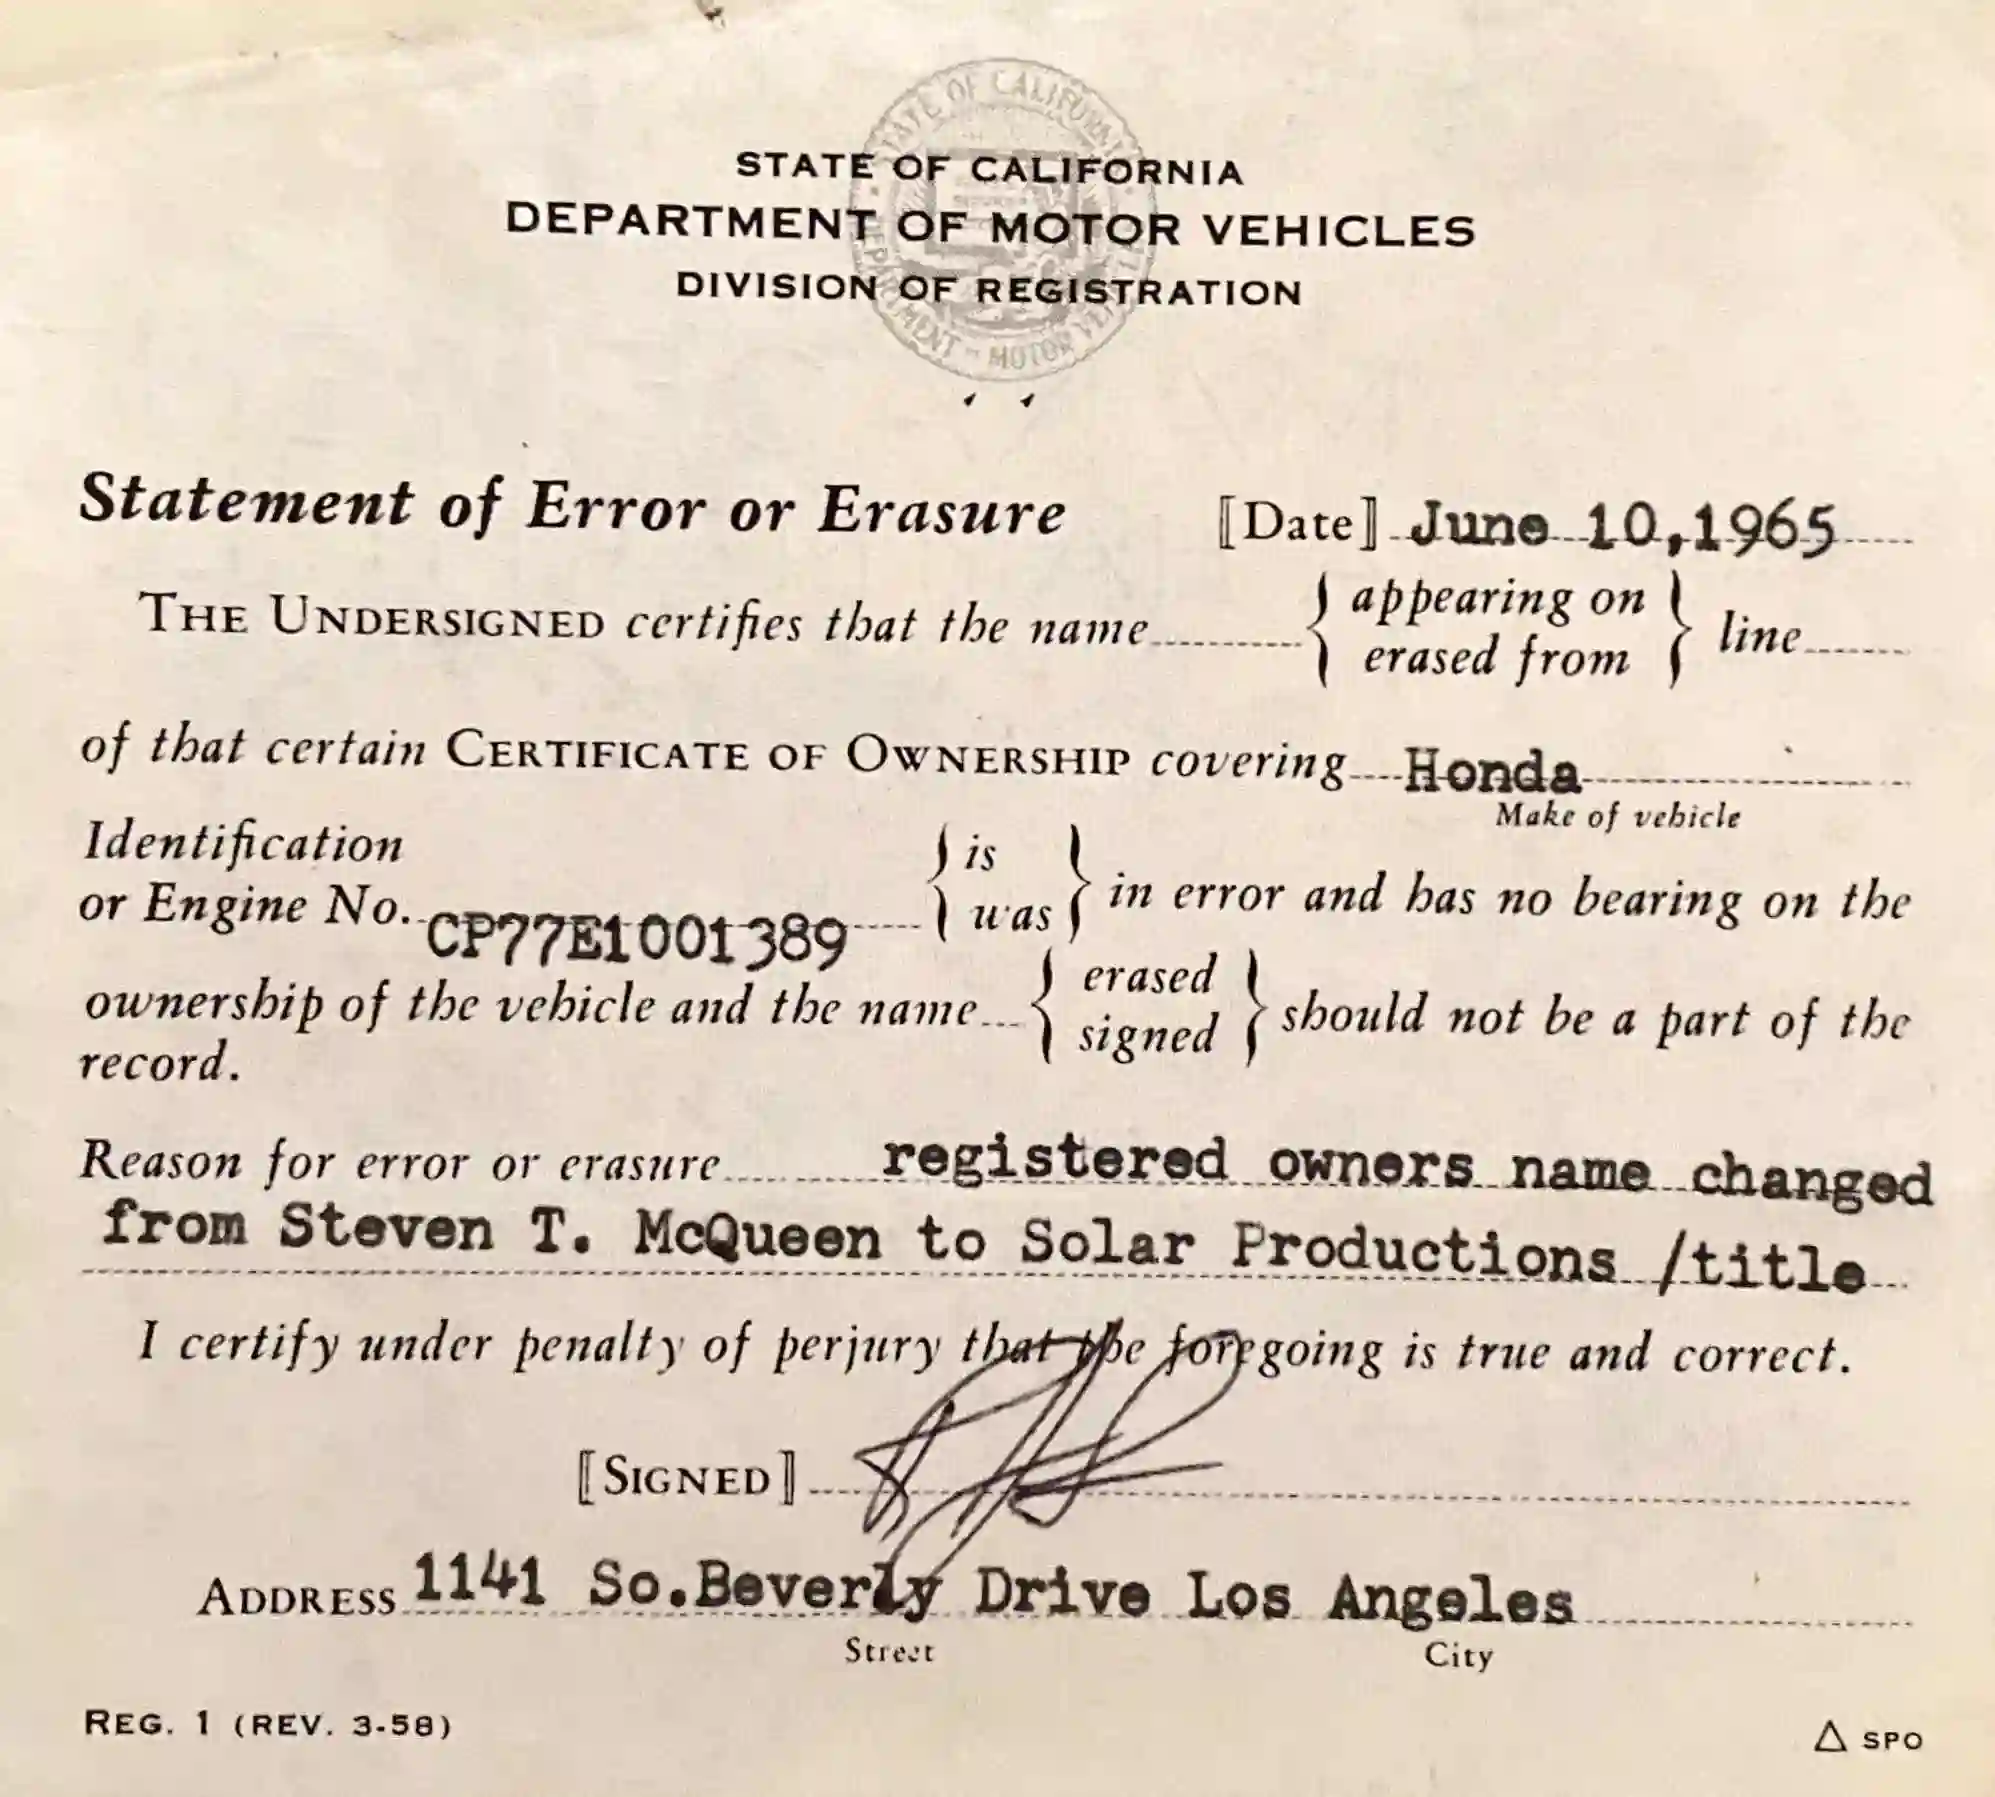 STATE OF CALIFORNIA
DEPARTMENT OF MOTOR VEHICLES
DIVISION OF REGISTRATION
Statement of Error or Erasure [Date] June 10,1965
THE UNDERSIGNED certifies that the name { appearing on } line
erased from
of that certain CERTIFICATE OF OWNERSHIP covering Honda
Make of vehicle
Identification
or Engine No. CP77E1001389 { is } in error and has no bearing on the
was
ownership of the vehicle and the name { erased } should not be a part of the
signed
record.
Reason for error or erasure registered owners name changed
from Steven T. McQueen to Solar Productions /title
I certify under penalty of perjury that the foregoing is true and correct.
[SIGNED]
ADDRESS 1141 So.Beverly Drive Los Angeles
Street City
REG. 1 (REV. 3-58) △ SPO